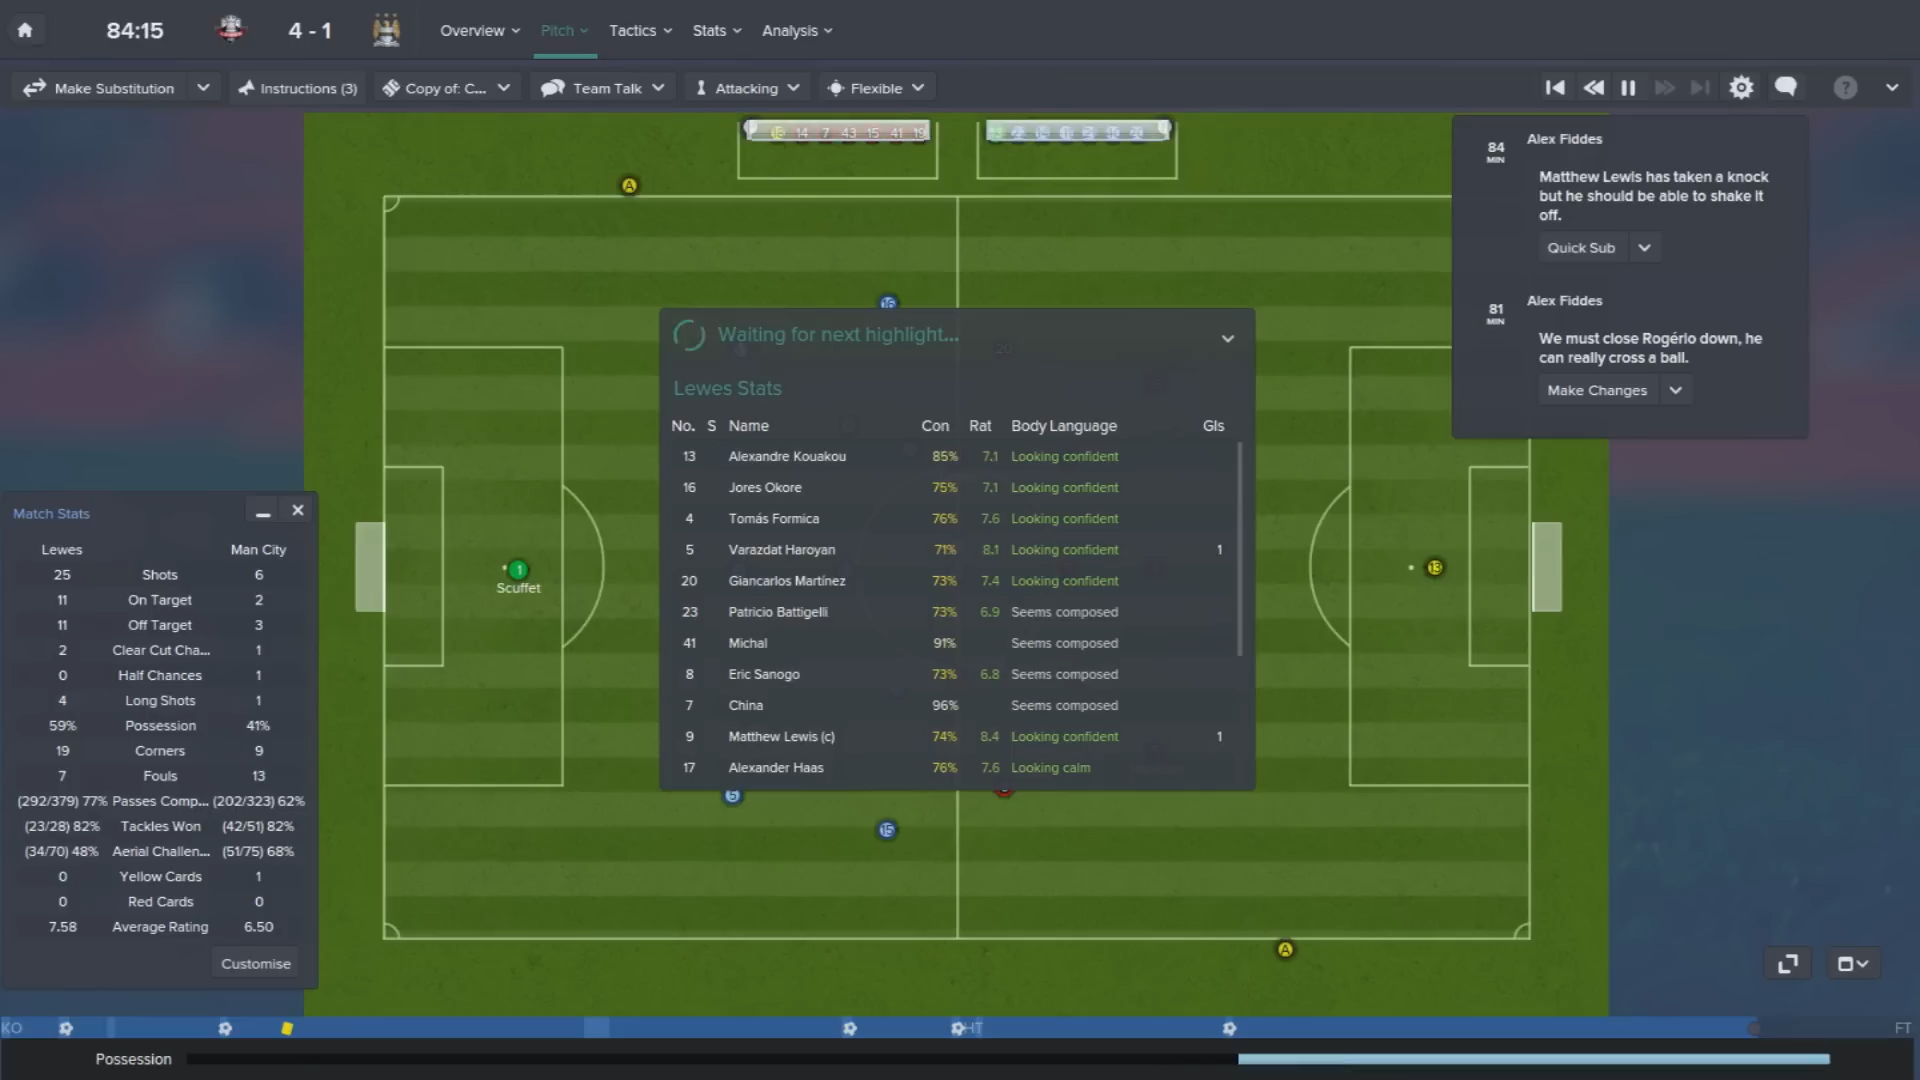 84:15
4 - 1
Overview
Pitch
Tactics
Stats
Analysis
Make Substitution
Instructions (3)
Copy of: C...
Team Talk
Attacking
Flexible
?
14 7 43 15 41 19
A
84
MIN
Alex Fiddes
Matthew Lewis has taken a knock
but he should be able to shake it
off.
Quick Sub
81
MIN
Alex Fiddes
We must close Rogério down, he
can really cross a ball.
Make Changes
16
Waiting for next highlight...
20
Lewes Stats
No. S Name Con Rat Body Language Gls
13 Alexandre Kouakou 85% 7.1 Looking confident
16 Jores Okore 75% 7.1 Looking confident
4 Tomás Formica 76% 7.6 Looking confident
5 Varazdat Haroyan 71% 8.1 Looking confident 1
20 Giancarlos Martínez 73% 7.4 Looking confident
23 Patricio Battigelli 73% 6.9 Seems composed
41 Michal 91% Seems composed
8 Eric Sanogo 73% 6.8 Seems composed
7 China 96% Seems composed
9 Matthew Lewis (c) 74% 8.4 Looking confident 1
17 Alexander Haas 76% 7.6 Looking calm
1
Scuffet
13
5
15
A
Match Stats
Lewes Man City
25 Shots 6
11 On Target 2
11 Off Target 3
2 Clear Cut Cha... 1
0 Half Chances 1
4 Long Shots 1
59% Possession 41%
19 Corners 9
7 Fouls 13
(292/379) 77% Passes Comp... (202/323) 62%
(23/28) 82% Tackles Won (42/51) 82%
(34/70) 48% Aerial Challen... (51/75) 68%
0 Yellow Cards 1
0 Red Cards 0
7.58 Average Rating 6.50
Customise
KO
HT
FT
Possession